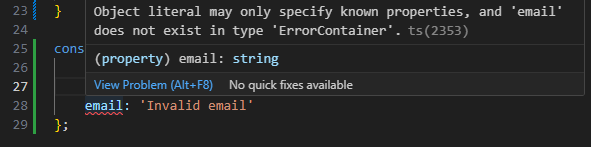 23 }
Object literal may only specify known properties, and 'email'
does not exist in type 'ErrorContainer'. ts(2353)
24
25 cons
(property) email: string
26
View Problem (Alt+F8) No quick fixes available
27
28 email: 'Invalid email'
29 };